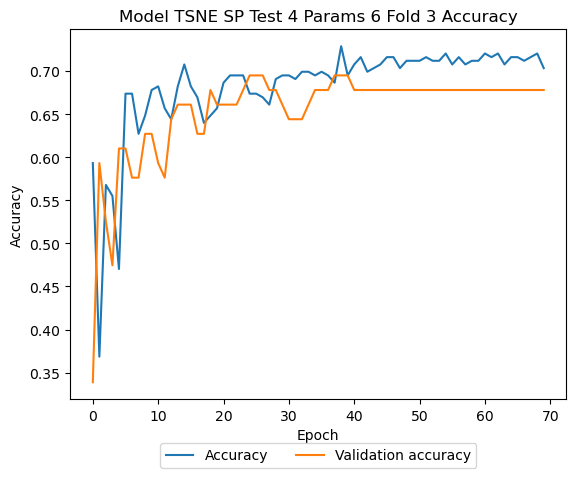 Model TSNE SP Test 4 Params 6 Fold 3 Accuracy
0.70
0.65
0.60
0.55
0.50
0.45
0.40
0.35
Accuracy
0 10 20 30 40 50 60 70
Epoch
Accuracy Validation accuracy